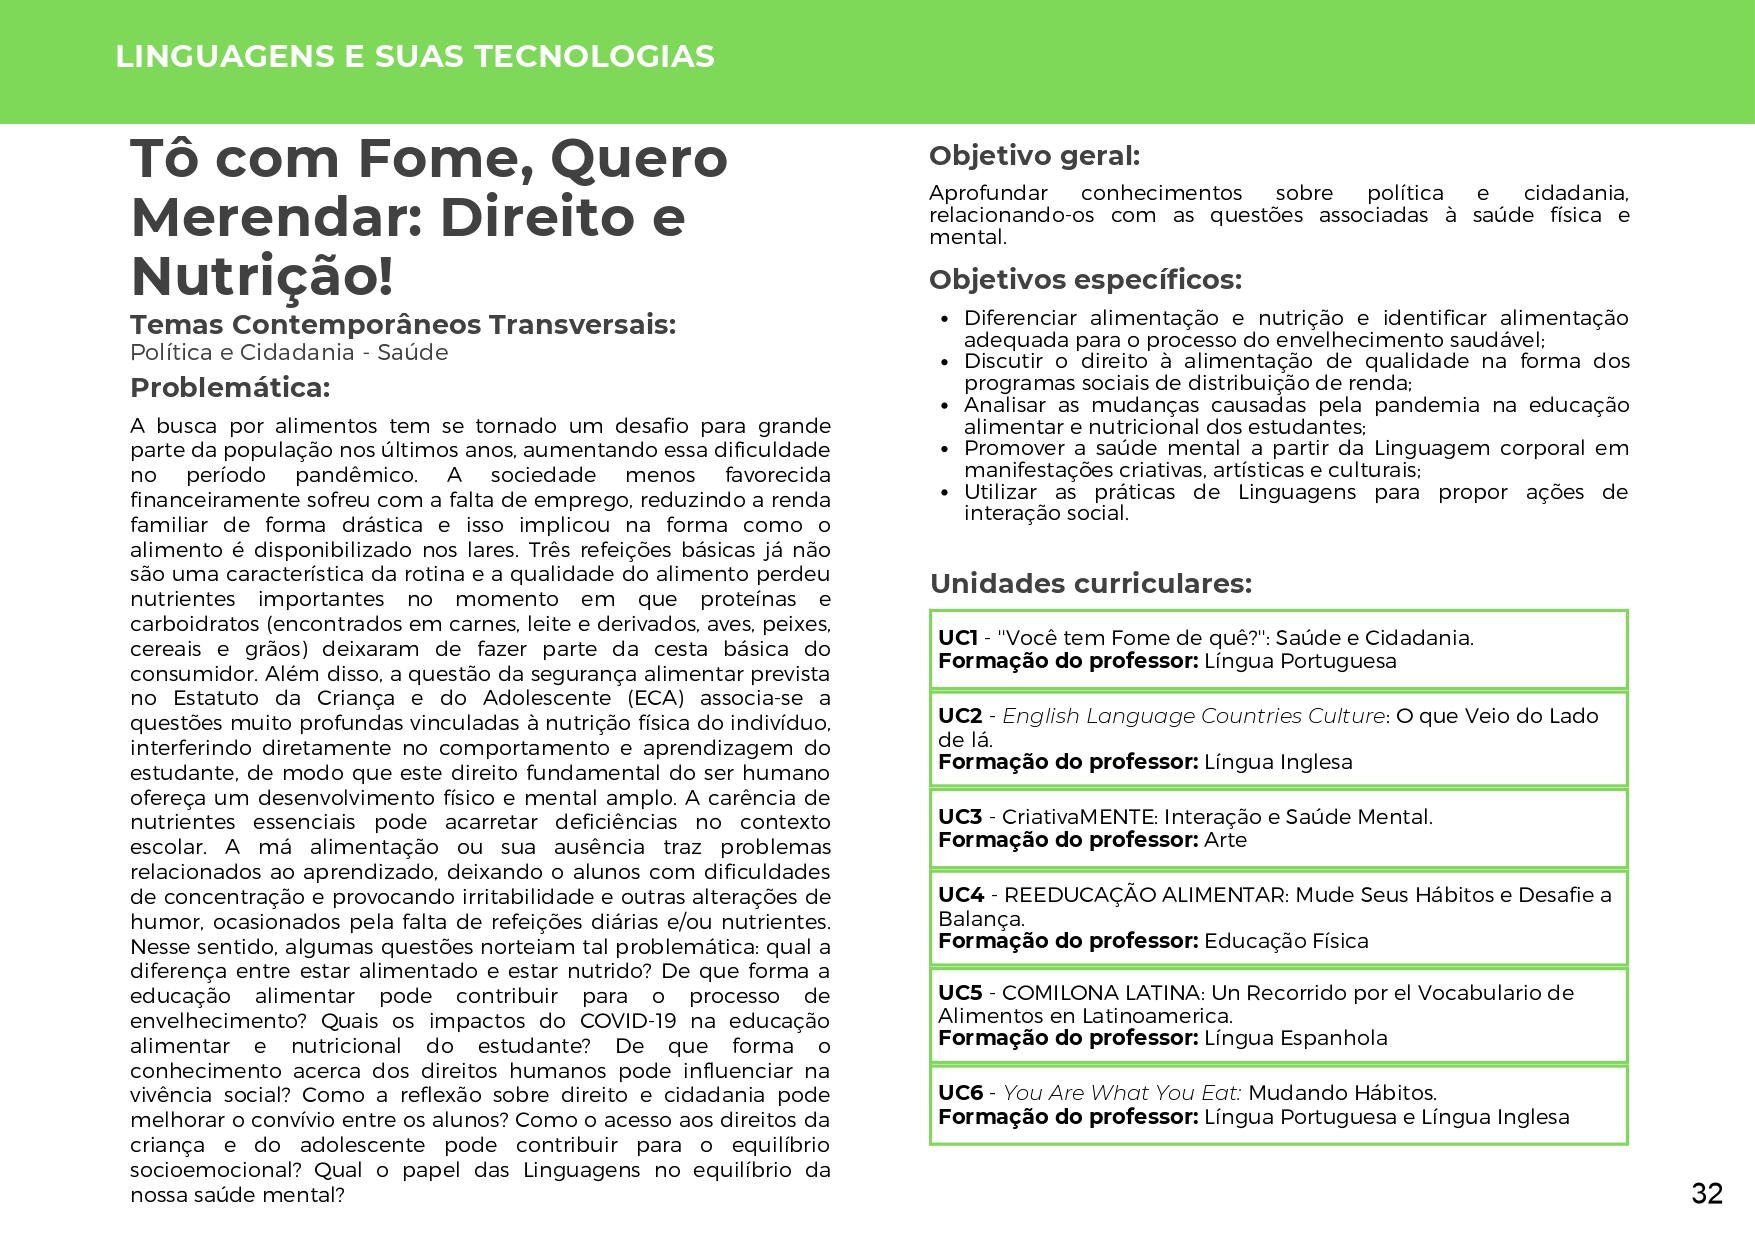 LINGUAGENS E SUAS TECNOLOGIAS
Tô com Fome, Quero
Merendar: Direito e
Nutrição!
Temas Contemporâneos Transversais:
Política e Cidadania - Saúde
Problemática:
A busca por alimentos tem se tornado um desafio para grande
parte da população nos últimos anos, aumentando essa dificuldade
no período pandêmico. A sociedade menos favorecida
financeiramente sofreu com a falta de emprego, reduzindo a renda
familiar de forma drástica e isso implicou na forma como o
alimento é disponibilizado nos lares. Três refeições básicas já não
são uma característica da rotina e a qualidade do alimento perdeu
nutrientes importantes no momento em que proteínas e
carboidratos (encontrados em carnes, leite e derivados, aves, peixes,
cereais e grãos) deixaram de fazer parte da cesta básica do
consumidor. Além disso, a questão da segurança alimentar prevista
no Estatuto da Criança e do Adolescente (ECA) associa-se a
questões muito profundas vinculadas à nutrição física do indivíduo,
interferindo diretamente no comportamento e aprendizagem do
estudante, de modo que este direito fundamental do ser humano
ofereça um desenvolvimento físico e mental amplo. A carência de
nutrientes essenciais pode acarretar deficiências no contexto
escolar. A má alimentação ou sua ausência traz problemas
relacionados ao aprendizado, deixando o alunos com dificuldades
de concentração e provocando irritabilidade e outras alterações de
humor, ocasionados pela falta de refeições diárias e/ou nutrientes.
Nesse sentido, algumas questões norteiam tal problemática: qual a
diferença entre estar alimentado e estar nutrido? De que forma a
educação alimentar pode contribuir para o processo de
envelhecimento? Quais os impactos do COVID-19 na educação
alimentar e nutricional do estudante? De que forma o
conhecimento acerca dos direitos humanos pode influenciar na
vivência social? Como a reflexão sobre direito e cidadania pode
melhorar o convívio entre os alunos? Como o acesso aos direitos da
criança e do adolescente pode contribuir para o equilíbrio
socioemocional? Qual o papel das Linguagens no equilíbrio da
nossa saúde mental?
Objetivo geral:
Aprofundar conhecimentos sobre política e cidadania,
relacionando-os com as questões associadas à saúde física e
mental.
Objetivos específicos:
• Diferenciar alimentação e nutrição e identificar alimentação
adequada para o processo do envelhecimento saudável;
• Discutir o direito à alimentação de qualidade na forma dos
programas sociais de distribuição de renda;
• Analisar as mudanças causadas pela pandemia na educação
alimentar e nutricional dos estudantes;
• Promover a saúde mental a partir da Linguagem corporal em
manifestações criativas, artísticas e culturais;
• Utilizar as práticas de Linguagens para propor ações de
interação social.
Unidades curriculares:
UC1 - "Você tem Fome de quê?": Saúde e Cidadania.
Formação do professor: Língua Portuguesa
UC2 - English Language Countries Culture: O que Veio do Lado
de lá.
Formação do professor: Língua Inglesa
UC3 - CriativaMENTE: Interação e Saúde Mental.
Formação do professor: Arte
UC4 - REEDUCAÇÃO ALIMENTAR: Mude Seus Hábitos e Desafie a
Balança.
Formação do professor: Educação Física
UC5 - COMILONA LATINA: Un Recorrido por el Vocabulario de
Alimentos en Latinoamerica.
Formação do professor: Língua Espanhola
UC6 - You Are What You Eat: Mudando Hábitos.
Formação do professor: Língua Portuguesa e Língua Inglesa
32